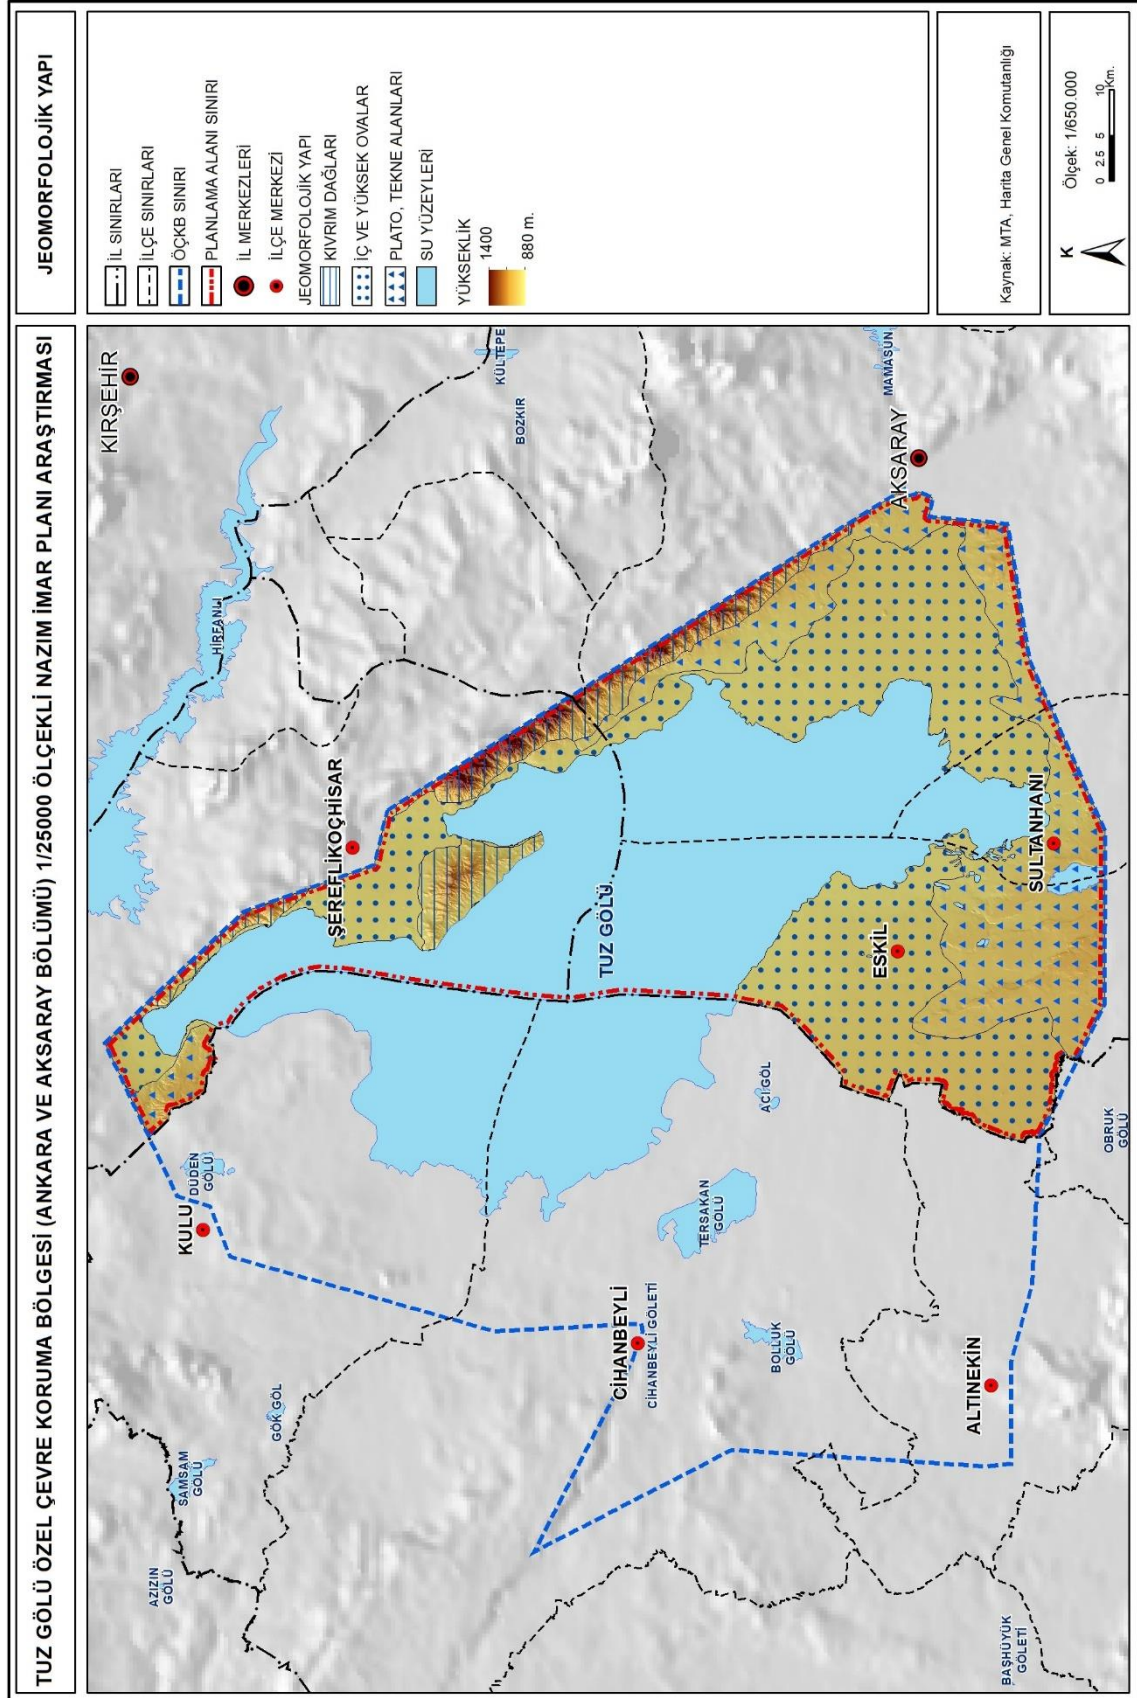 TUZ GÖLÜ ÖZEL ÇEVRE KORUMA BÖLGESİ (ANKARA VE AKSARAY BÖLÜMÜ) 1/25000 ÖLÇEKLİ NAZIM İMAR PLANI ARAŞTIRMASI
JEOMORFOLOJİK YAPI
KIRŞEHİR
HİRFANLI
KÜLTEPE
BOZKIR
MAMASUN
AKSARAY
ŞEREFLİKOÇHİSAR
TUZ GÖLÜ
SULTANHANI
ESKİL
KULU
DÜDEN
GÖLÜ
ACI GÖL
TERSAKAN
GÖLÜ
OBRUK
GÖLÜ
CİHANBEYLİ
CİHANBEYLİ GÖLETİ
BOLLUK
GÖLÜ
ALTINEKİN
GÖK GÖL
SAMSAM
GÖLÜ
AZIZIN
GÖLÜ
BAŞHÜYÜK
GÖLETİ
İL SINIRLARI
İLÇE SINIRLARI
ÖÇKB SINIRI
PLANLAMA ALANI SINIRI
İL MERKEZLERİ
İLÇE MERKEZİ
JEOMORFOLOJİK YAPI
KIVRIM DAĞLARI
İÇ VE YÜKSEK OVALAR
PLATO, TEKNE ALANLARI
SU YÜZEYLERİ
YÜKSEKLİK
1400
880 m.
Kaynak: MTA, Harita Genel Komutanlığı
K
Ölçek: 1/650.000
0 2.5 5 10
Km.